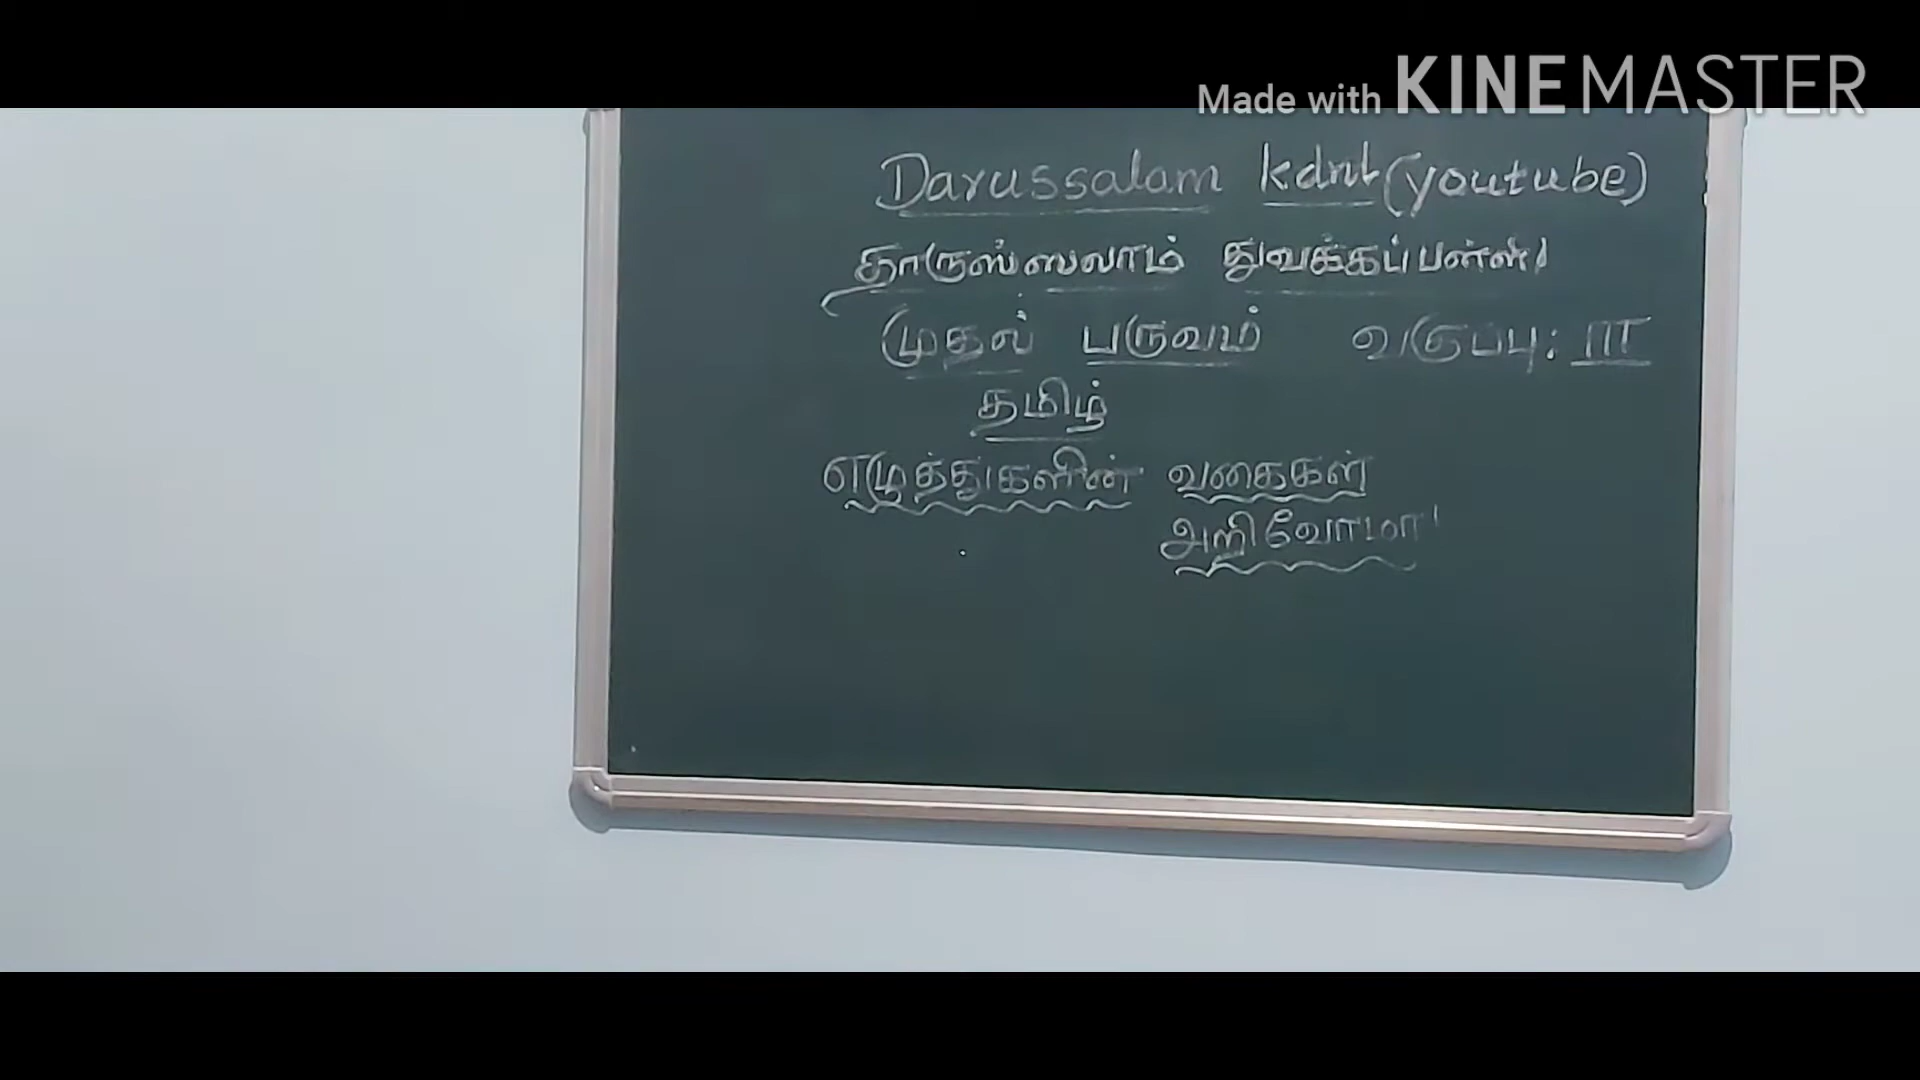 Made with KINEMASTER
Darussalam kdnl (youtube)
தாருஸ்ஸலாம் துவக்கப்பள்ளி
முதல் பருவம் வகுப்பு: III
தமிழ்
எழுத்துகளின் வகைகள்
அறிவோமா